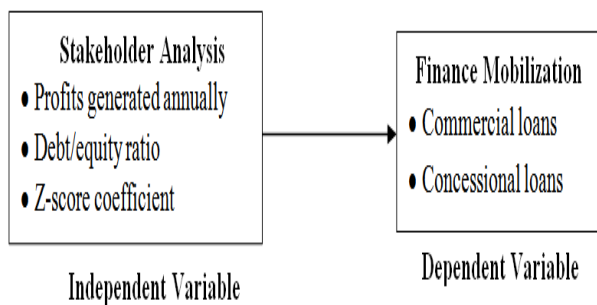 Stakeholder Analysis
• Profits generated annually
• Debt/equity ratio
• Z-score coefficient
Independent Variable
Finance Mobilization
• Commercial loans
• Concessional loans
Dependent Variable